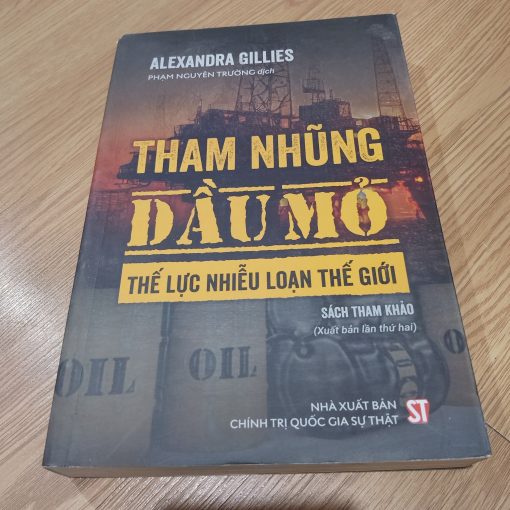 ALEXANDRA GILLIES
PHẠM NGUYÊN TRƯỜNG dịch
THAM NHŨNG
DẦU MỎ
THẾ LỰC NHIỄU LOẠN THẾ GIỚI
SÁCH THAM KHẢO
(Xuất bản lần thứ hai)
OIL
OIL
NHÀ XUẤT BẢN
CHÍNH TRỊ QUỐC GIA SỰ THẬT
ST